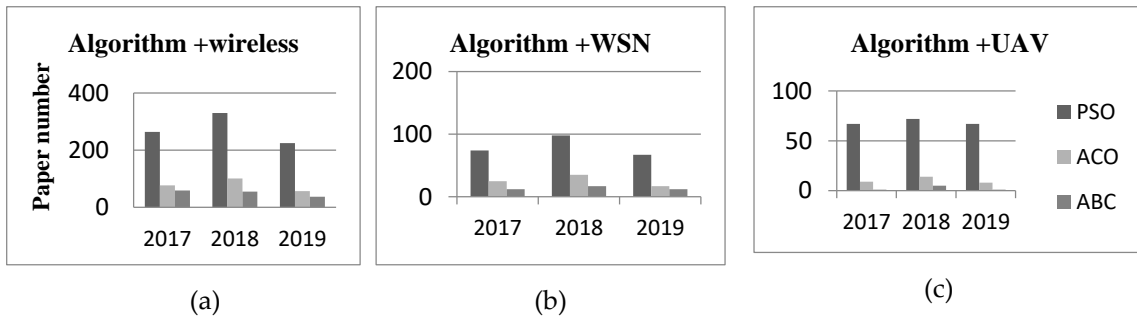 Algorithm +wireless
Paper number
400
200
0
2017 2018 2019
(a)
Algorithm +WSN
200
100
0
2017 2018 2019
(b)
Algorithm +UAV
100
50
0
2017 2018 2019
PSO
ACO
ABC
(c)